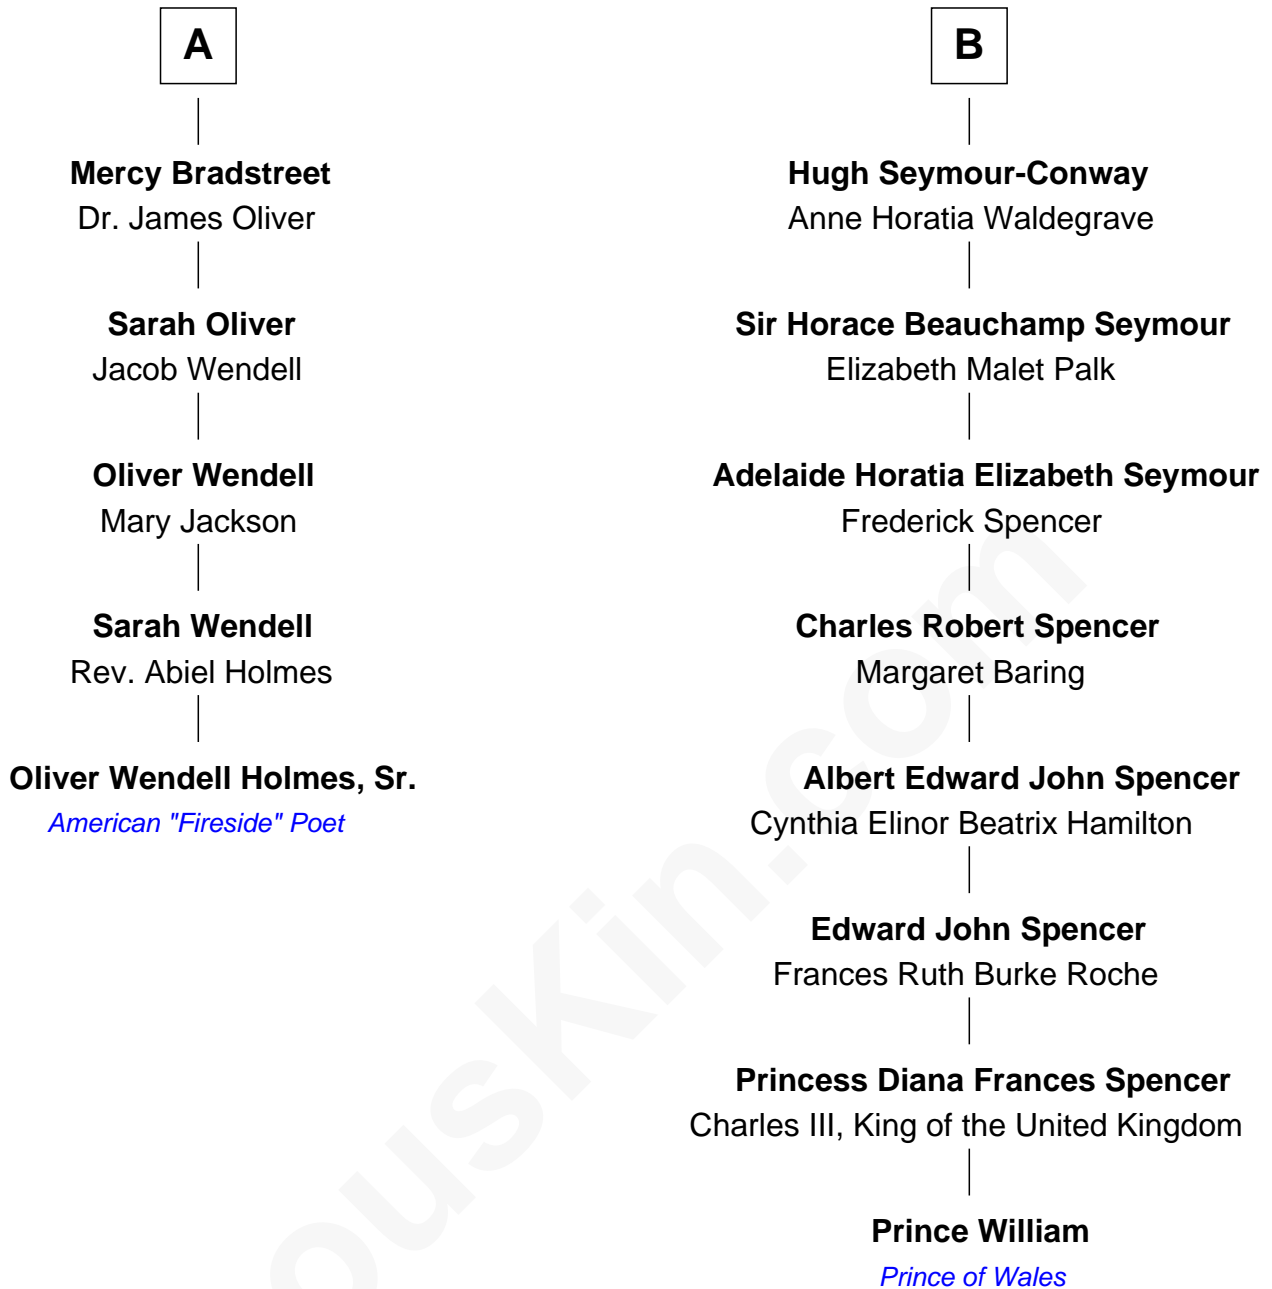 A
Mercy Bradstreet
Dr. James Oliver
Sarah Oliver
Jacob Wendell
Oliver Wendell
Mary Jackson
Sarah Wendell
Rev. Abiel Holmes
Oliver Wendell Holmes, Sr.
American "Fireside" Poet
B
Hugh Seymour-Conway
Anne Horatia Waldegrave
Sir Horace Beauchamp Seymour
Elizabeth Malet Palk
Adelaide Horatia Elizabeth Seymour
Frederick Spencer
Charles Robert Spencer
Margaret Baring
Albert Edward John Spencer
Cynthia Elinor Beatrix Hamilton
Edward John Spencer
Frances Ruth Burke Roche
Princess Diana Frances Spencer
Charles III, King of the United Kingdom
Prince William
Prince of Wales
ousKin.com